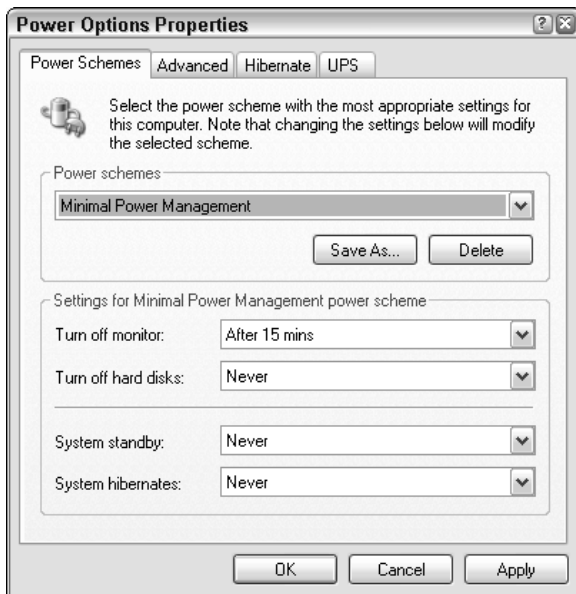 Power Options Properties
Power Schemes Advanced Hibernate UPS
Select the power scheme with the most appropriate settings for
this computer. Note that changing the settings below will modify
the selected scheme.
Power schemes
Minimal Power Management
Save As... Delete
Settings for Minimal Power Management power scheme
Turn off monitor: After 15 mins
Turn off hard disks: Never
System standby: Never
System hibernates: Never
OK Cancel Apply